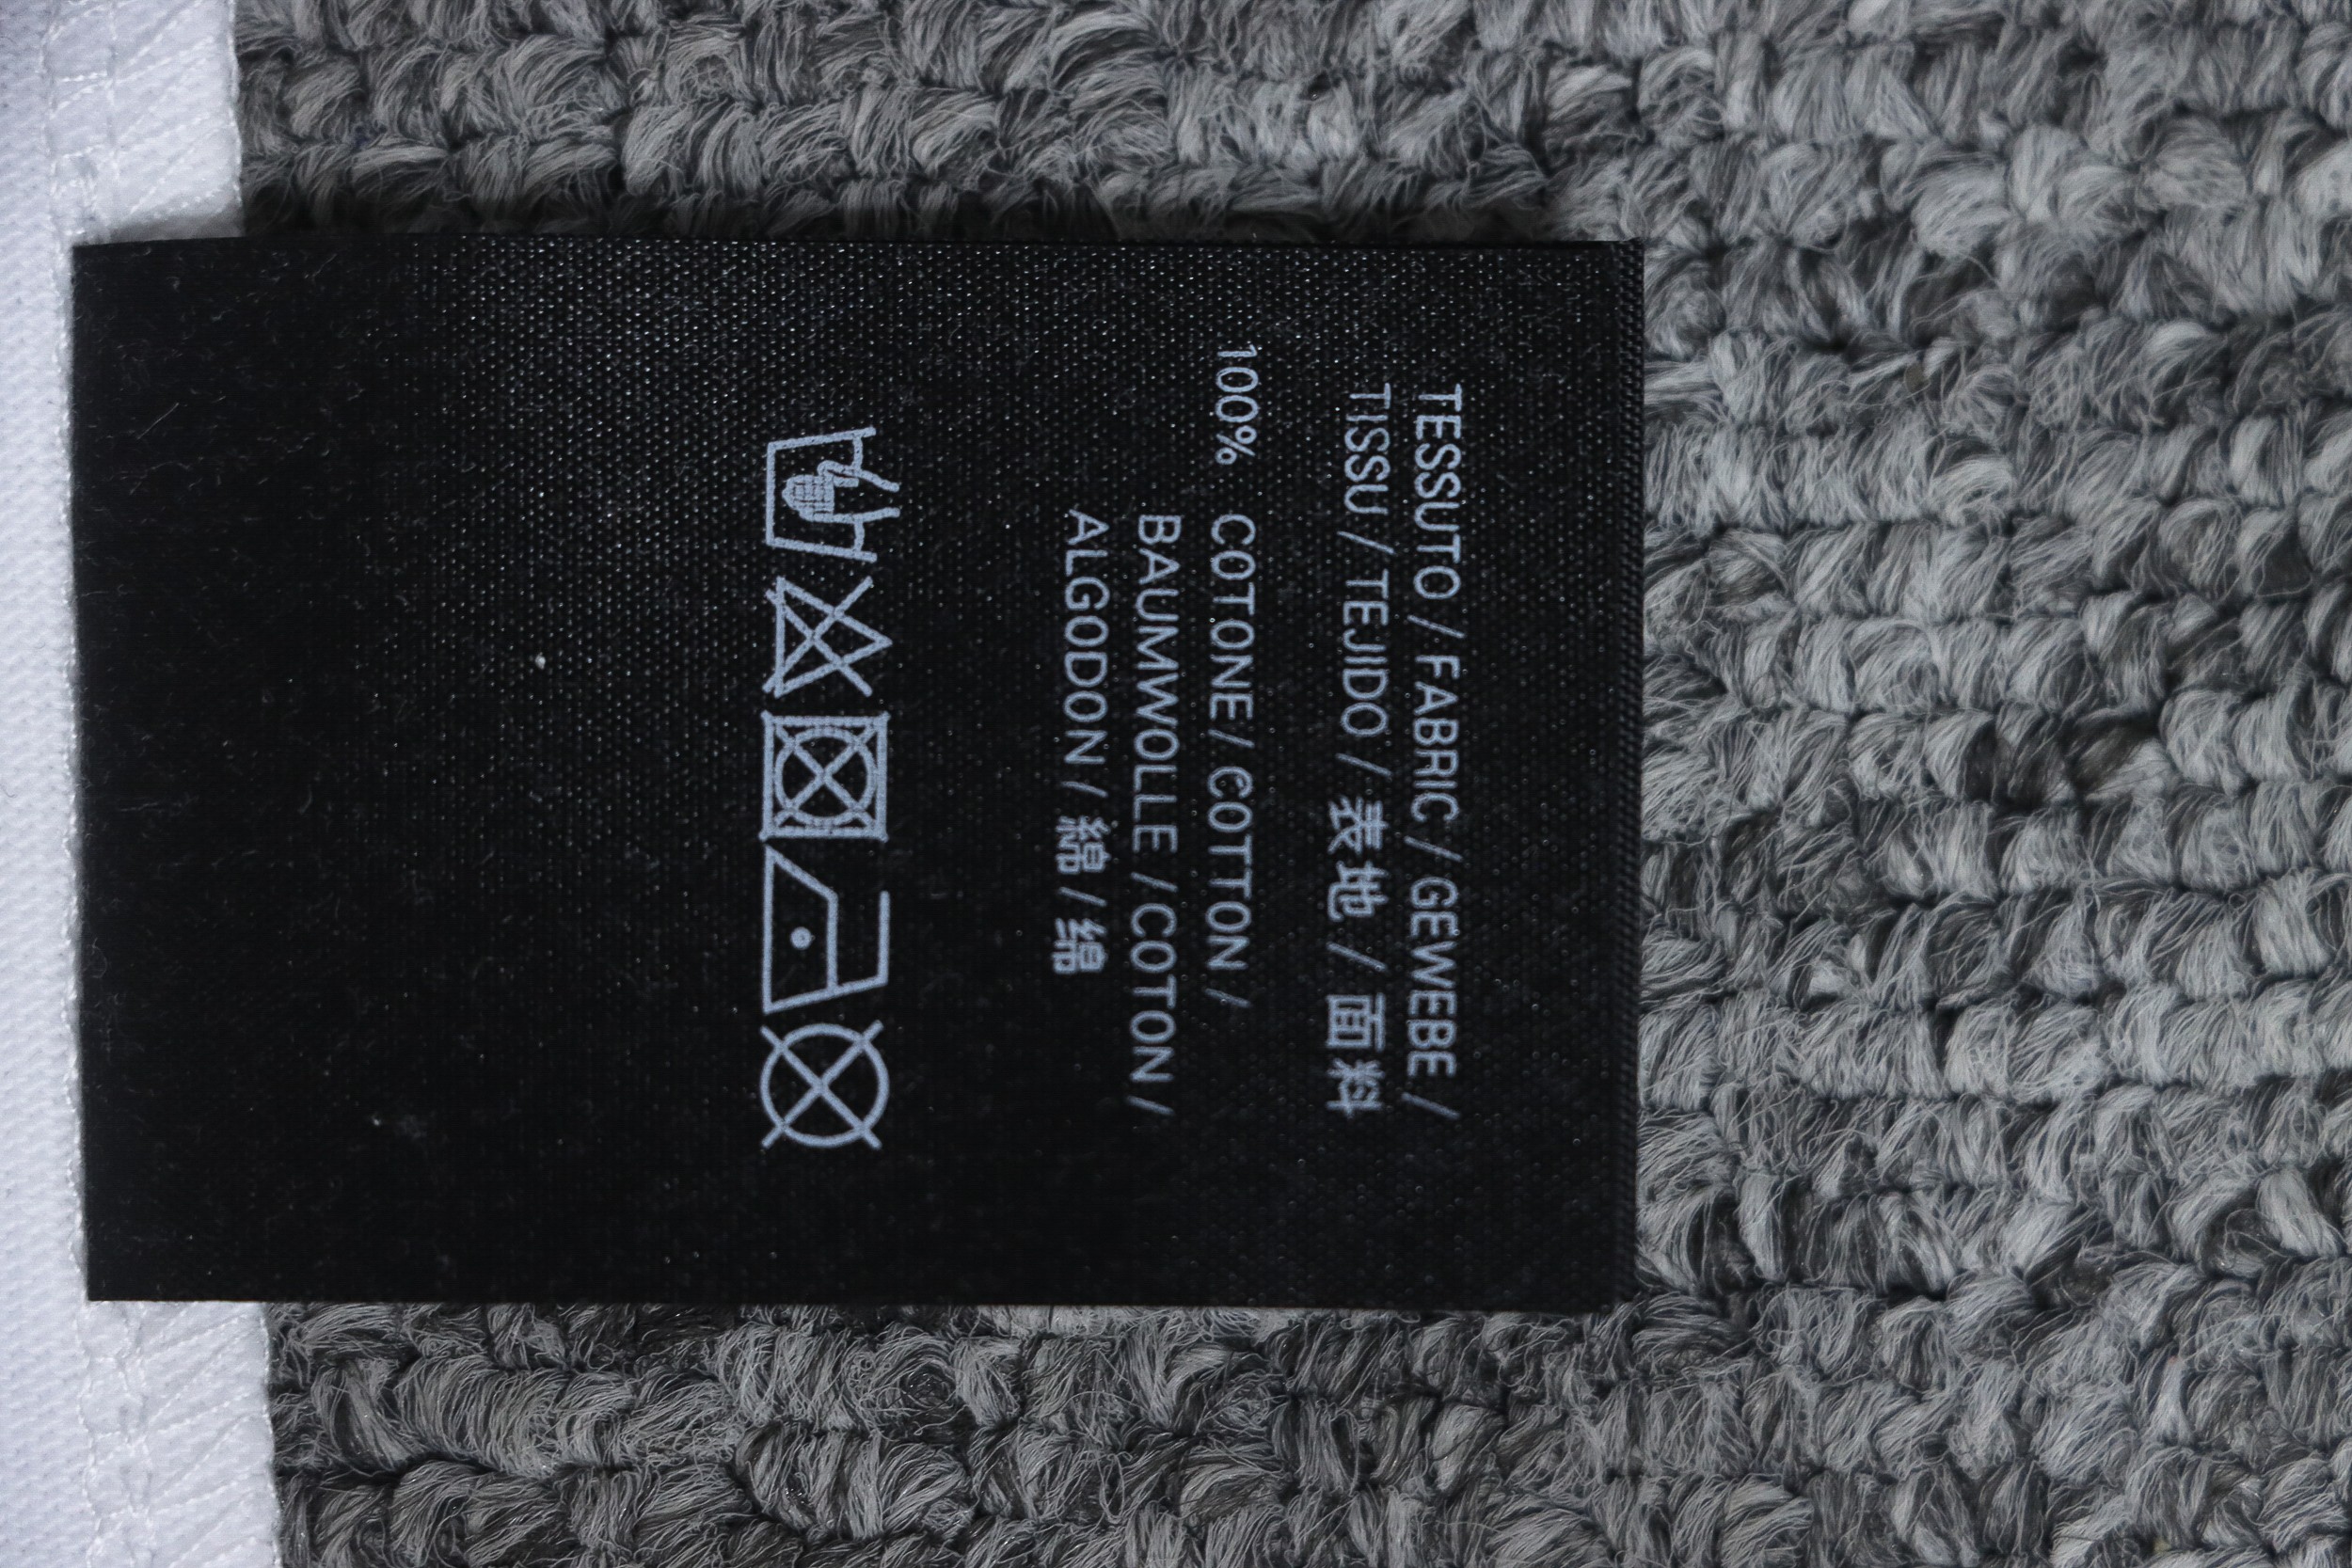 TESSUTO / FABRIC / GEWEBE /
TISSU / TEJIDO / 表地 / 面料
100% COTONE / COTTON /
BAUMWOLLE / COTON /
ALGODON / 綿 / 绵